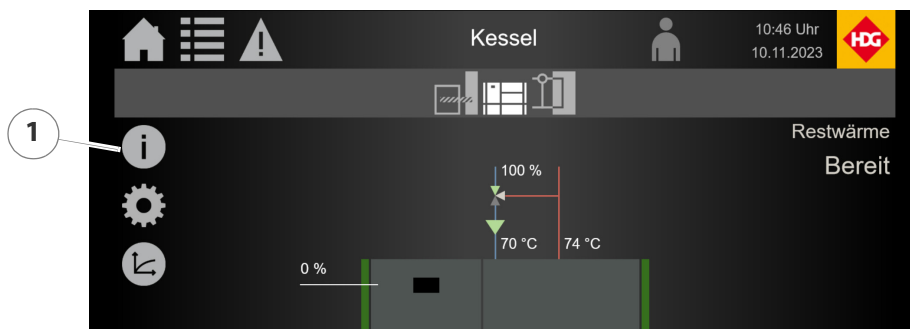 Kessel
10:46 Uhr
10.11.2023
HDG
1
i
Restwärme
Bereit
100 %
70 °C
74 °C
0 %